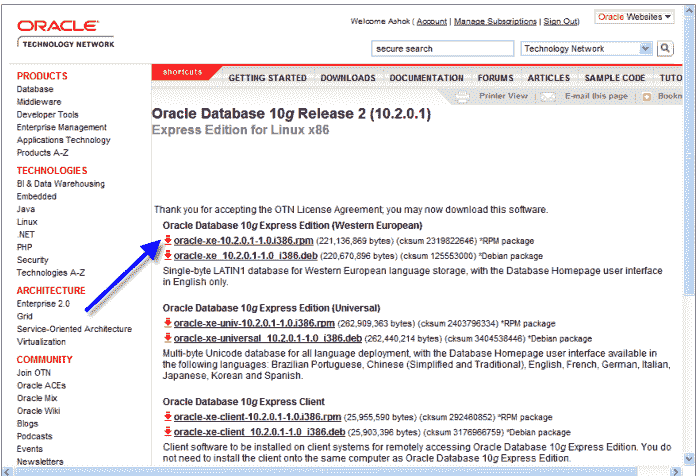 ORACLE
TECHNOLOGY NETWORK
Welcome Ashok ( Account | Manage Subscriptions | Sign Out)
Oracle Websites
secure search
Technology Network
PRODUCTS
Database
Middleware
Developer Tools
Enterprise Management
Applications Technology
Products A-Z
TECHNOLOGIES
BI & Data Warehousing
Embedded
Java
Linux
.NET
PHP
Security
Technologies A-Z
ARCHITECTURE
Enterprise 2.0
Grid
Service-Oriented Architecture
Virtualization
COMMUNITY
Join OTN
Oracle ACEs
Oracle Mix
Oracle Wiki
Blogs
Podcasts
Events
Newsletters
shortcuts GETTING STARTED DOWNLOADS DOCUMENTATION FORUMS ARTICLES SAMPLE CODE TUTO
Printer View E-mail this page Bookn
Oracle Database 10g Release 2 (10.2.0.1)
Express Edition for Linux x86
Thank you for accepting the OTN License Agreement; you may now download this software.
Oracle Database 10g Express Edition (Western European)
oracle-xe-10.2.0.1-1.0.i386.rpm (221,136,869 bytes) (cksum 2319822646) *RPM package
oracle-xe_10.2.0.1-1.0_i386.deb (220,670,896 bytes) (cksum 125553000) *Debian package
Single-byte LATIN1 database for Western European language storage, with the Database Homepage user interface
in English only.
Oracle Database 10g Express Edition (Universal)
oracle-xe-univ-10.2.0.1-1.0.i386.rpm (262,909,363 bytes) (cksum 2403796334) *RPM package
oracle-xe-universal_10.2.0.1-1.0_i386.deb (262,440,214 bytes) (cksum 3404538446) *Debian package
Multi-byte Unicode database for all language deployment, with the Database Homepage user interface available in
the following languages: Brazilian Portuguese, Chinese (Simplified and Traditional), English, French, German, Italian,
Japanese, Korean and Spanish.
Oracle Database 10g Express Client
oracle-xe-client-10.2.0.1-1.0.i386.rpm (25,955,590 bytes) (cksum 292460852) *RPM package
oracle-xe-client_10.2.0.1-1.0_i386.deb (25,903,396 bytes) (cksum 3176966759) *Debian package
Client software to be installed on client systems for remotely accessing Oracle Database 10g Express Edition. You do
not need to install the client onto the same computer as Oracle Database 10g Express Edition.